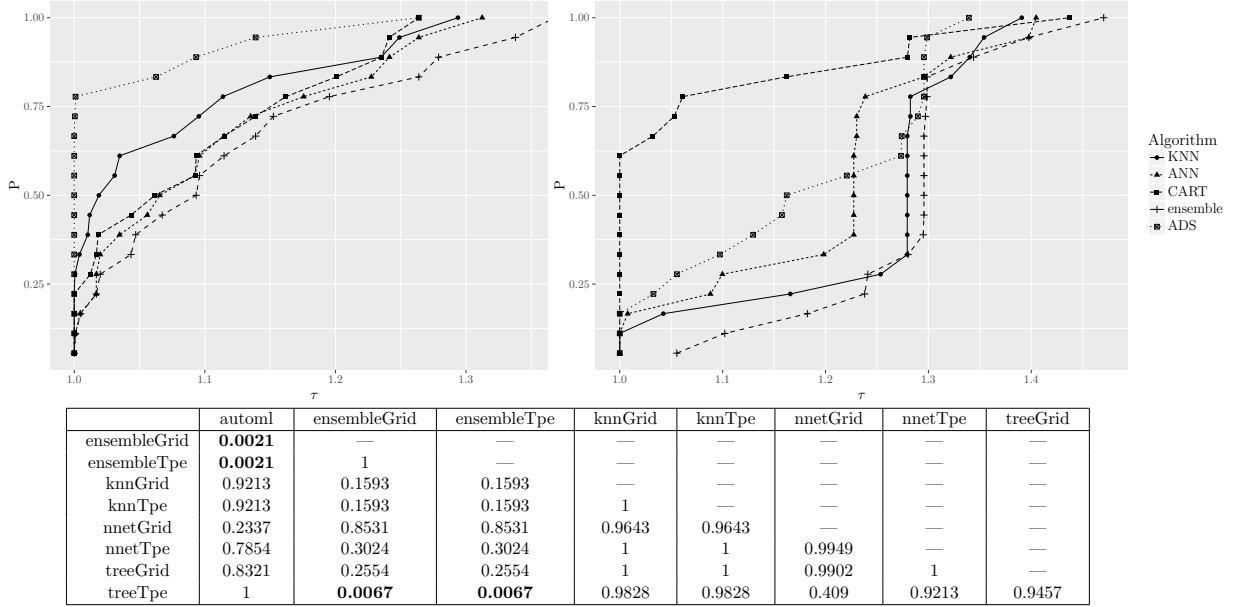 1.00
0.75
0.50
0.25
P
1.0 1.1 1.2 1.3
τ
1.00
0.75
0.50
0.25
P
1.0 1.1 1.2 1.3 1.4
τ
Algorithm
KNN
ANN
CART
ensemble
ADS
automl ensembleGrid ensembleTpe knnGrid knnTpe nnetGrid nnetTpe treeGrid
ensembleGrid 0.0021 — — — — — — —
ensembleTpe 0.0021 1 — — — — — —
knnGrid 0.9213 0.1593 0.1593 — — — — —
knnTpe 0.9213 0.1593 0.1593 1 — — — —
nnetGrid 0.2337 0.8531 0.8531 0.9643 0.9643 — — —
nnetTpe 0.7854 0.3024 0.3024 1 1 0.9949 — —
treeGrid 0.8321 0.2554 0.2554 1 1 0.9902 1 —
treeTpe 1 0.0067 0.0067 0.9828 0.9828 0.409 0.9213 0.9457